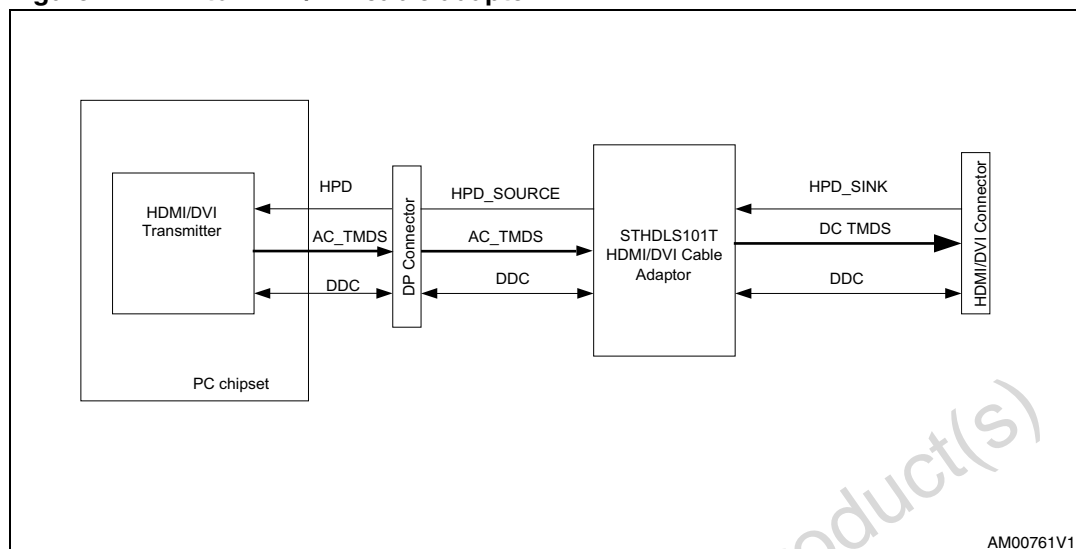 HPD
HPD_SOURCE
HPD_SINK
HDMI/DVI
Transmitter
AC_TMDS
AC_TMDS
DC TMDS
DDC
DDC
DDC
DP Connector
STHDLS101T
HDMI/DVI Cable
Adaptor
HDMI/DVI Connector
PC chipset
AM00761V1